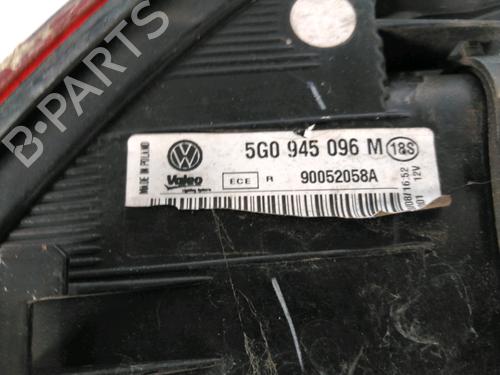 B-PARTS
MADE IN POLAND
5G0 945 096 M
18S
Valeo
ECE R 90052058A
12V